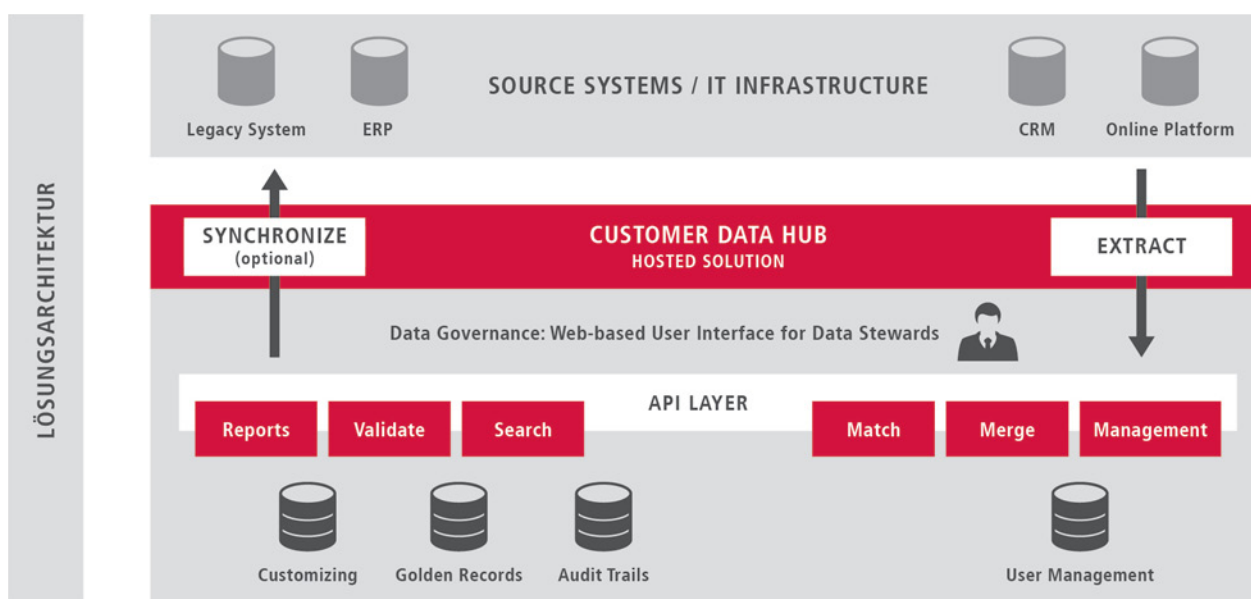 LÖSUNGSARCHITEKTUR
SOURCE SYSTEMS / IT INFRASTRUCTURE
Legacy System
ERP
CRM
Online Platform
SYNCHRONIZE
(optional)
CUSTOMER DATA HUB
HOSTED SOLUTION
EXTRACT
Data Governance: Web-based User Interface for Data Stewards
API LAYER
Reports
Validate
Search
Match
Merge
Management
Customizing
Golden Records
Audit Trails
User Management